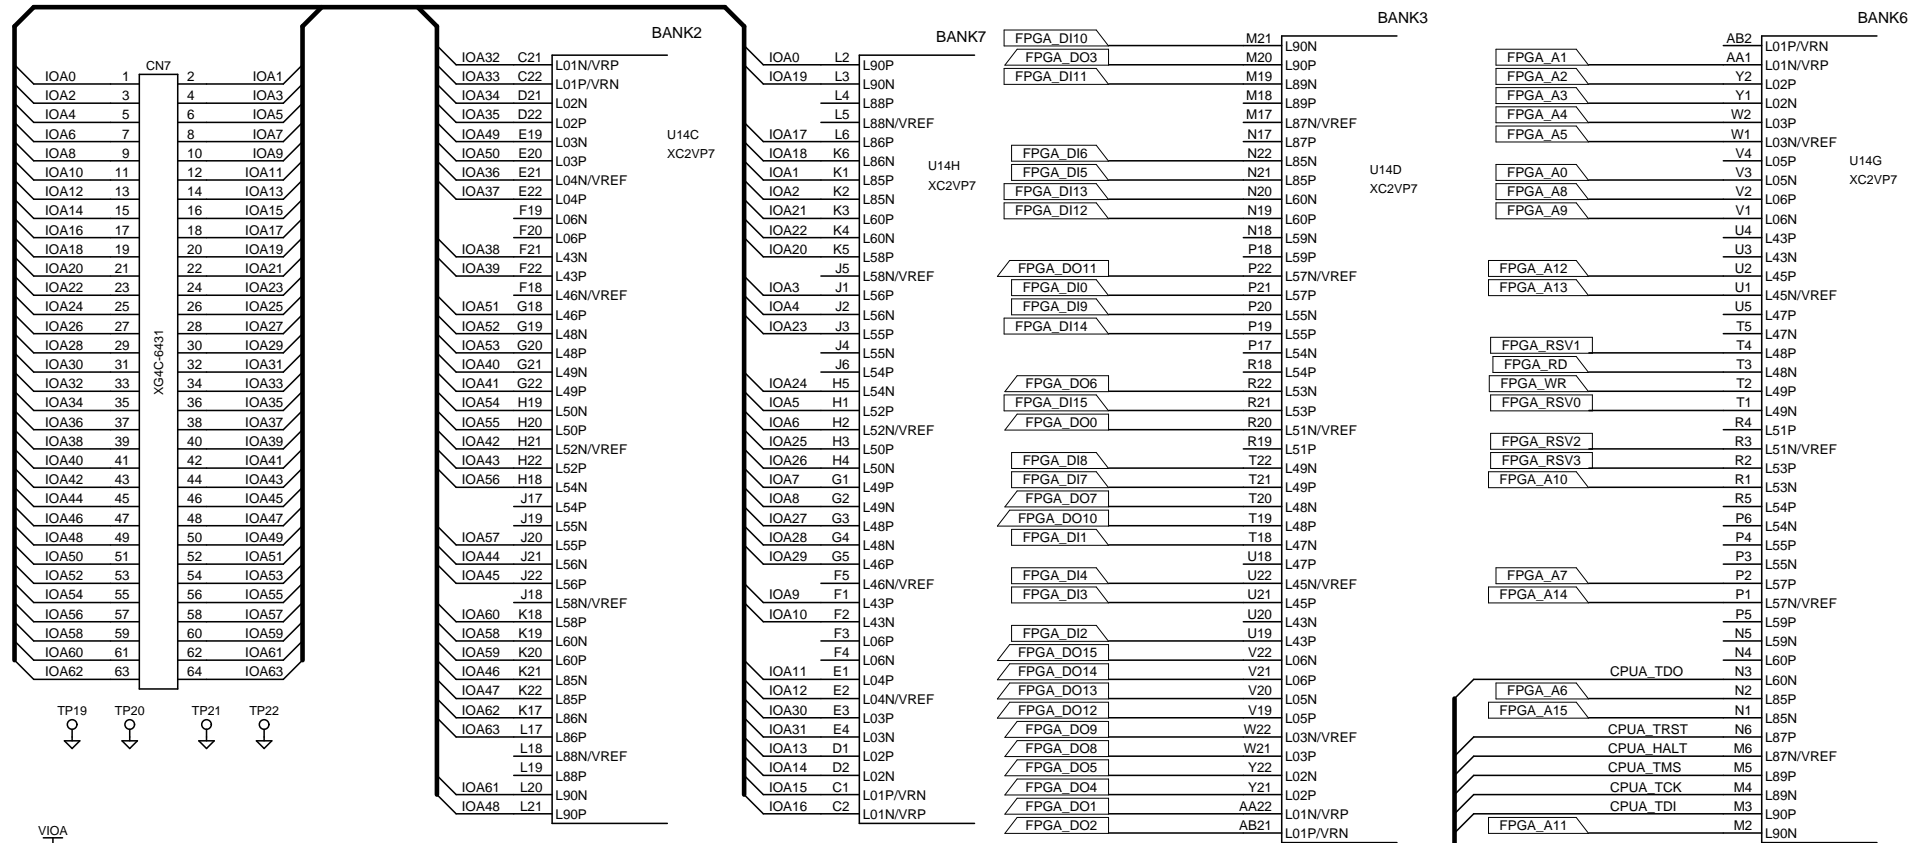 BANK2
BANK7
BANK3
BANK6
CN7
XG4C-6431
IOA0 1 2 IOA1
IOA2 3 4 IOA3
IOA4 5 6 IOA5
IOA6 7 8 IOA7
IOA8 9 10 IOA9
IOA10 11 12 IOA11
IOA12 13 14 IOA13
IOA14 15 16 IOA15
IOA16 17 18 IOA17
IOA18 19 20 IOA19
IOA20 21 22 IOA21
IOA22 23 24 IOA23
IOA24 25 26 IOA25
IOA26 27 28 IOA27
IOA28 29 30 IOA29
IOA30 31 32 IOA31
IOA32 33 34 IOA33
IOA34 35 36 IOA35
IOA36 37 38 IOA37
IOA38 39 40 IOA39
IOA40 41 42 IOA41
IOA42 43 44 IOA43
IOA44 45 46 IOA45
IOA46 47 48 IOA47
IOA48 49 50 IOA49
IOA50 51 52 IOA51
IOA52 53 54 IOA53
IOA54 55 56 IOA55
IOA56 57 58 IOA57
IOA58 59 60 IOA59
IOA60 61 62 IOA61
IOA62 63 64 IOA63
TP19 TP20 TP21 TP22
VIOA
IOA32 C21 L01N/VRP
IOA33 C22 L01P/VRN
IOA34 D21 L02N
IOA35 D22 L02P
IOA49 E19 L03N
IOA50 E20 L03P
IOA36 E21 L04N/VREF
IOA37 E22 L04P
F19 L06N
F20 L06P
IOA38 F21 L43N
IOA39 F22 L43P
F18 L46N/VREF
IOA51 G18 L46P
IOA52 G19 L48N
IOA53 G20 L48P
IOA40 G21 L49N
IOA41 G22 L49P
IOA54 H19 L50N
IOA55 H20 L50P
IOA42 H21 L52N/VREF
IOA43 H22 L52P
IOA56 H18 L54N
J17 L54P
J19 L55N
IOA57 J20 L55P
IOA44 J21 L56N
IOA45 J22 L56P
J18 L58N/VREF
IOA60 K18 L58P
IOA58 K19 L60N
IOA59 K20 L60P
IOA46 K21 L85N
IOA47 K22 L85P
IOA62 K17 L86N
IOA63 L17 L86P
L18 L88N/VREF
L19 L88P
IOA61 L20 L90N
IOA48 L21 L90P
U14C
XC2VP7
IOA0 L2 L90P
IOA19 L3 L90N
L4 L88P
L5 L88N/VREF
IOA17 L6 L86P
IOA18 K6 L86N
IOA1 K1 L85P
IOA2 K2 L85N
IOA21 K3 L60P
IOA22 K4 L60N
IOA20 K5 L58P
J5 L58N/VREF
IOA3 J1 L56P
IOA4 J2 L56N
IOA23 J3 L55P
J4 L55N
J6 L54P
IOA24 H5 L54N
IOA5 H1 L52P
IOA6 H2 L52N/VREF
IOA25 H3 L50P
IOA26 H4 L50N
IOA7 G1 L49P
IOA8 G2 L49N
IOA27 G3 L48P
IOA28 G4 L48N
IOA29 G5 L46P
F5 L46N/VREF
IOA9 F1 L43P
IOA10 F2 L43N
F3 L06P
F4 L06N
IOA11 E1 L04P
IOA12 E2 L04N/VREF
IOA30 E3 L03P
IOA31 E4 L03N
IOA13 D1 L02P
IOA14 D2 L02N
IOA15 C1 L01P/VRN
IOA16 C2 L01N/VRP
U14H
XC2VP7
FPGA_DI10 M21 L90N
FPGA_DO3 M20 L90P
FPGA_DI11 M19 L89N
M18 L89P
M17 L87N/VREF
N17 L87P
FPGA_DI6 N22 L85N
FPGA_DI5 N21 L85P
FPGA_DI13 N20 L60N
FPGA_DI12 N19 L60P
N18 L59N
P18 L59P
FPGA_DO11 P22 L57N/VREF
FPGA_DI0 P21 L57P
FPGA_DI9 P20 L55N
FPGA_DI14 P19 L55P
P17 L54N
R18 L54P
FPGA_DO6 R22 L53N
FPGA_DI15 R21 L53P
FPGA_DO0 R20 L51N/VREF
R19 L51P
FPGA_DI8 T22 L49N
FPGA_DI7 T21 L49P
FPGA_DO7 T20 L48N
FPGA_DO10 T19 L48P
FPGA_DI1 T18 L47N
U18 L47P
FPGA_DI4 U22 L45N/VREF
FPGA_DI3 U21 L45P
U20 L43N
FPGA_DI2 U19 L43P
FPGA_DO15 V22 L06N
FPGA_DO14 V21 L06P
FPGA_DO13 V20 L05N
FPGA_DO12 V19 L05P
FPGA_DO9 W22 L03N/VREF
FPGA_DO8 W21 L03P
FPGA_DO5 Y22 L02N
FPGA_DO4 Y21 L02P
FPGA_DO1 AA22 L01N/VRP
FPGA_DO2 AB21 L01P/VRN
U14D
XC2VP7
AB2 L01P/VRN
FPGA_A1 AA1 L01N/VRP
FPGA_A2 Y2 L02P
FPGA_A3 Y1 L02N
FPGA_A4 W2 L03P
FPGA_A5 W1 L03N/VREF
V4 L05P
FPGA_A0 V3 L05N
FPGA_A8 V2 L06P
FPGA_A9 V1 L06N
U4 L43P
U3 L43N
FPGA_A12 U2 L45P
FPGA_A13 U1 L45N/VREF
U5 L47P
T5 L47N
FPGA_RSV1 T4 L48P
FPGA_RD T3 L48N
FPGA_WR T2 L49P
FPGA_RSV0 T1 L49N
R4 L51P
FPGA_RSV2 R3 L51N/VREF
FPGA_RSV3 R2 L53P
FPGA_A10 R1 L53N
R5 L54P
P6 L54N
P4 L55P
P3 L55N
FPGA_A7 P2 L57P
FPGA_A14 P1 L57N/VREF
P5 L59P
N5 L59N
N4 L60P
CPUA_TDO N3 L60N
FPGA_A6 N2 L85P
FPGA_A15 N1 L85N
CPUA_TRST N6 L87P
CPUA_HALT M6 L87N/VREF
CPUA_TMS M5 L89P
CPUA_TCK M4 L89N
CPUA_TDI M3 L90P
FPGA_A11 M2 L90N
U14G
XC2VP7